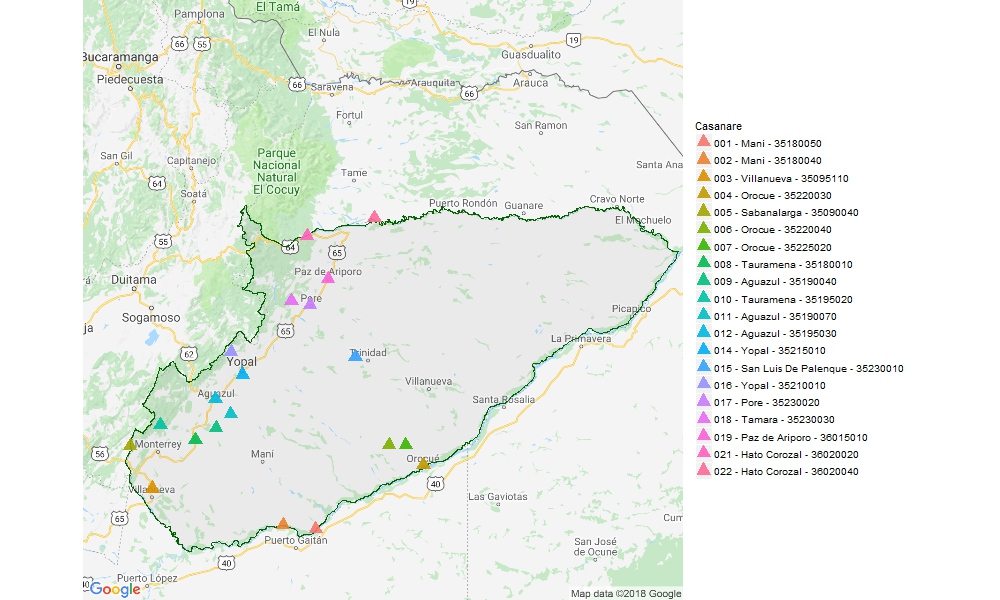 El Tamá
19
Pamplona
66
55
El Nula
19
Bucaramanga
Guasdualito
Piedecuesta
66
Saravena
Arauquita
66
Arauca
Fortul
San Ramon
San Gil
Capitanejo
Parque
Nacional
Natural
El Cocuy
Santa Ana
Tame
64
Soatá
Puerto Rondón
Guanare
Cravo Norte
El Mochuelo
55
64
65
Paz de Ariporo
Duitama
Pore
Sogamoso
Picapico
65
La Primavera
62
Trinidad
Yopal
Villanueva
Aguazul
Santa Rosalia
Monterrey
56
Maní
Orocué
40
Villanueva
Las Gaviotas
65
Puerto Gaitán
San José
de Ocune
40
Puerto López
Google
Map data ©2018 Google
Casanare
001 - Mani - 35180050
002 - Mani - 35180040
003 - Villanueva - 35095110
004 - Orocue - 35220030
005 - Sabanalarga - 35090040
006 - Orocue - 35220040
007 - Orocue - 35225020
008 - Tauramena - 35180010
009 - Aguazul - 35190040
010 - Tauramena - 35195020
011 - Aguazul - 35190070
012 - Aguazul - 35195030
014 - Yopal - 35215010
015 - San Luis De Palenque - 35230010
016 - Yopal - 35210010
017 - Pore - 35230020
018 - Tamara - 35230030
019 - Paz de Ariporo - 36015010
021 - Hato Corozal - 36020020
022 - Hato Corozal - 36020040